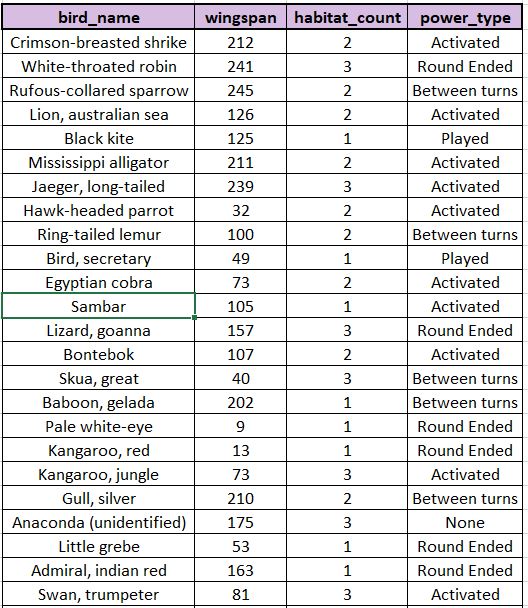 bird_name wingspan habitat_count power_type
Crimson-breasted shrike 212 2 Activated
White-throated robin 241 3 Round Ended
Rufous-collared sparrow 245 2 Between turns
Lion, australian sea 126 2 Activated
Black kite 125 1 Played
Mississippi alligator 211 2 Activated
Jaeger, long-tailed 239 3 Activated
Hawk-headed parrot 32 2 Activated
Ring-tailed lemur 100 2 Between turns
Bird, secretary 49 1 Played
Egyptian cobra 73 2 Activated
Sambar 105 1 Activated
Lizard, goanna 157 3 Round Ended
Bontebok 107 2 Activated
Skua, great 40 3 Between turns
Baboon, gelada 202 1 Between turns
Pale white-eye 9 1 Round Ended
Kangaroo, red 13 1 Round Ended
Kangaroo, jungle 73 3 Activated
Gull, silver 210 2 Between turns
Anaconda (unidentified) 175 3 None
Little grebe 53 1 Round Ended
Admiral, indian red 163 1 Round Ended
Swan, trumpeter 81 3 Activated